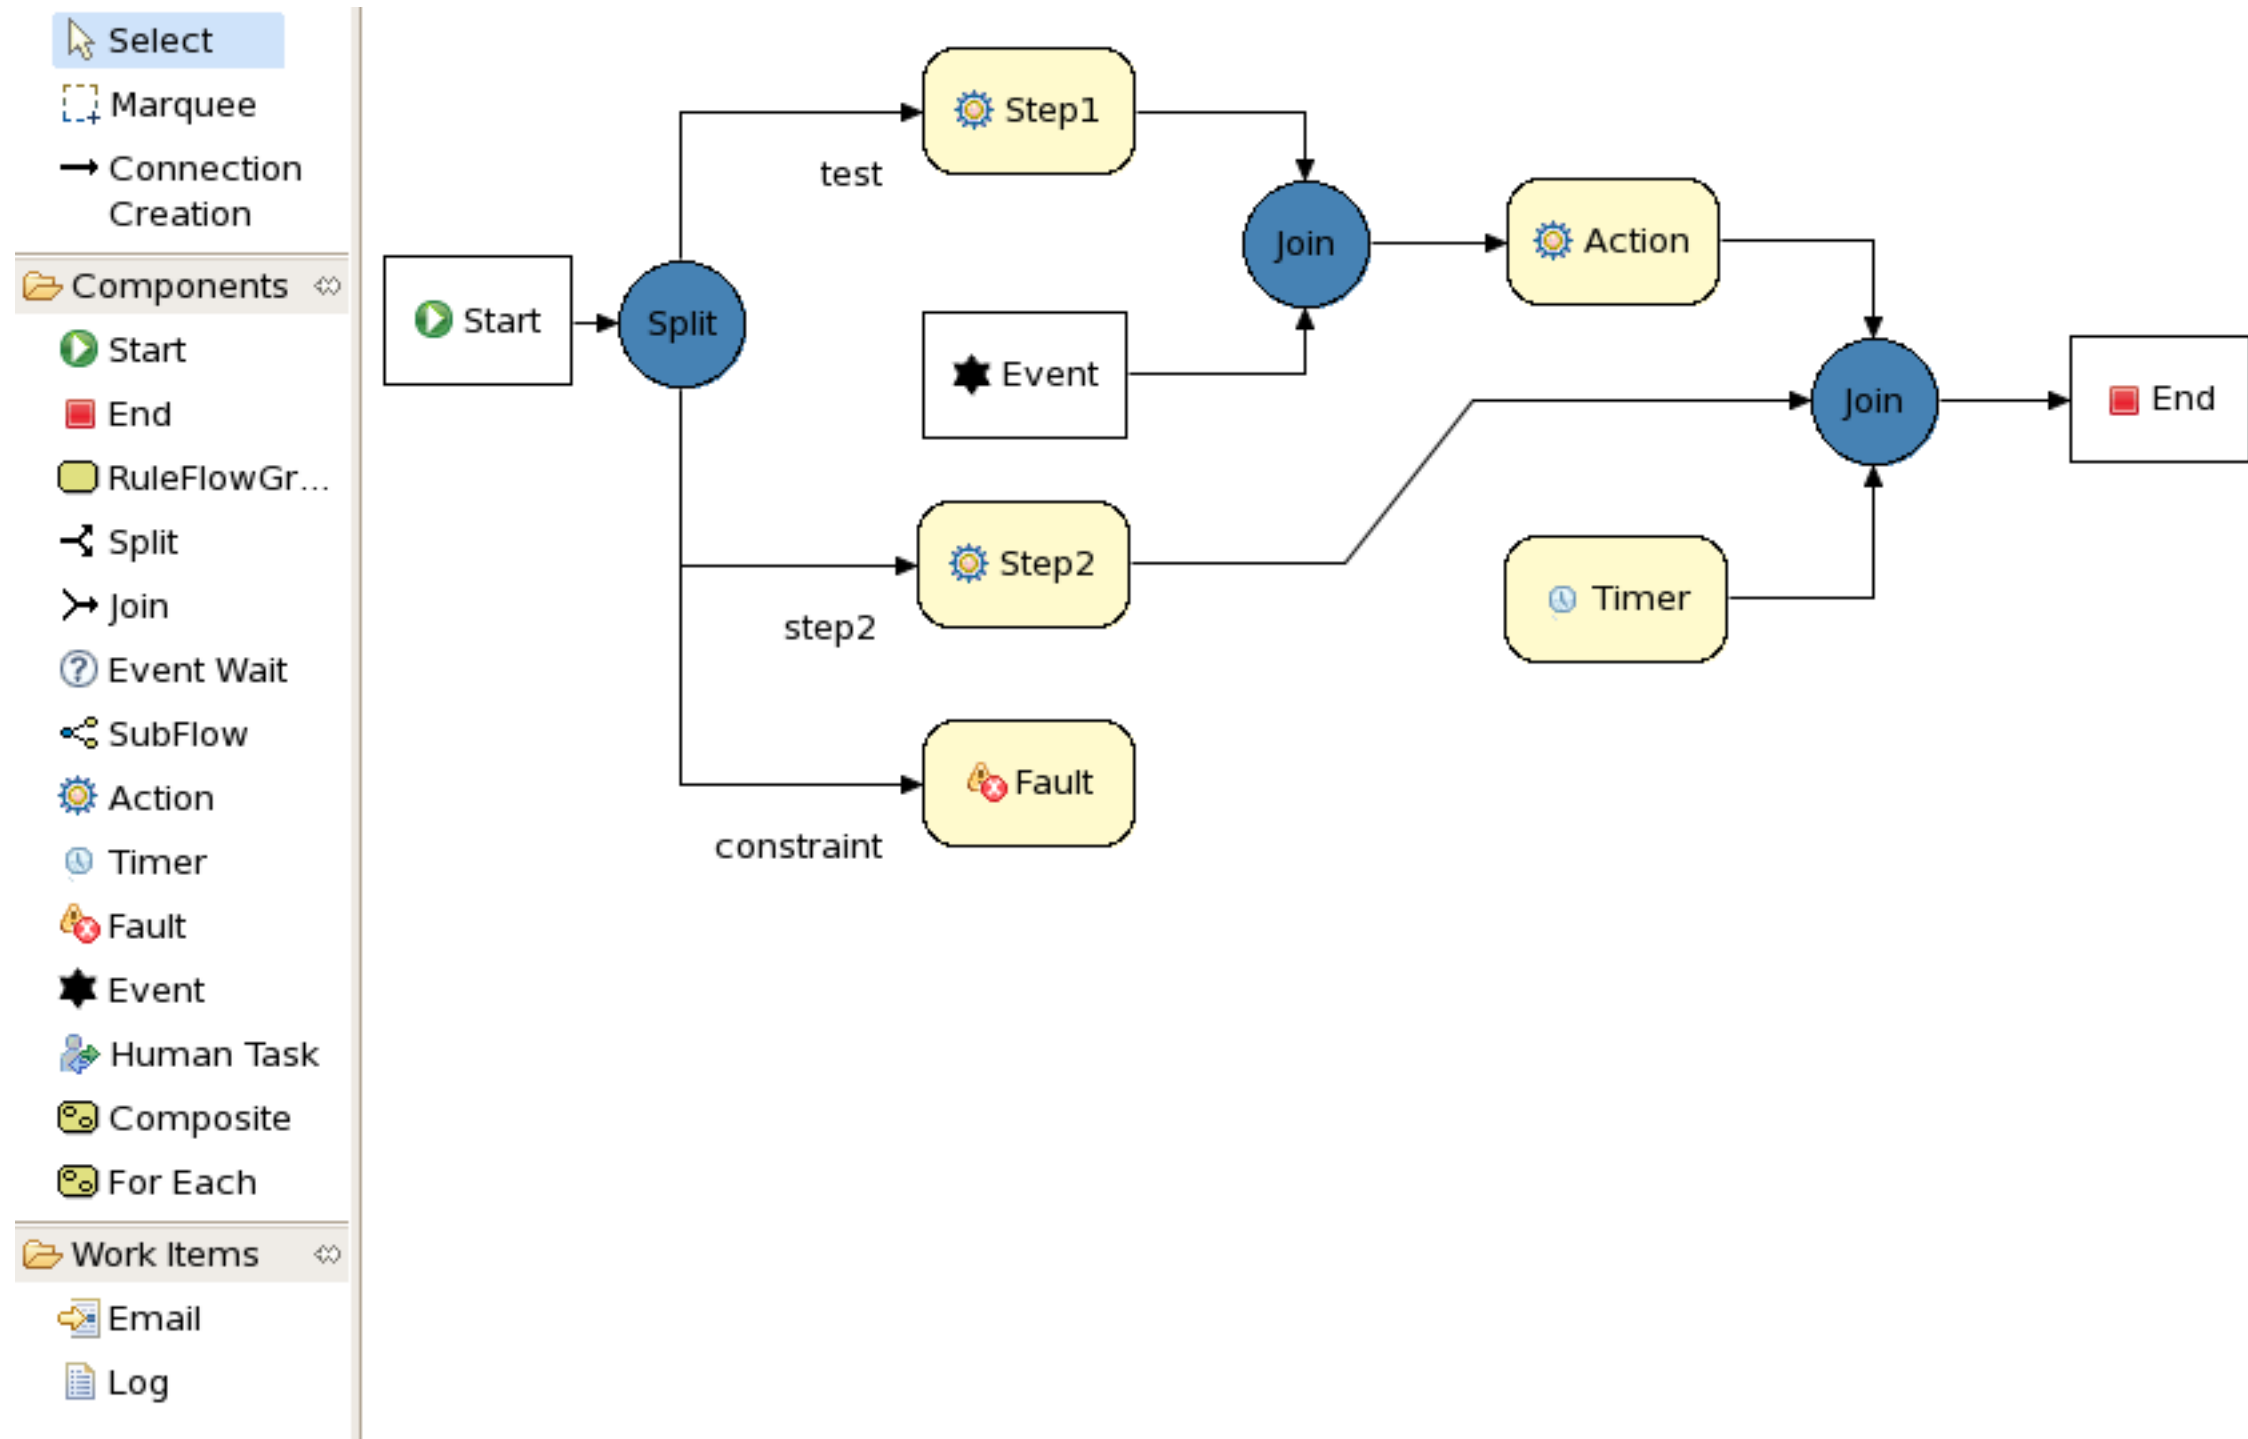 Select
Marquee
Connection
Creation
Components
Start
End
RuleFlowGr...
Split
Join
Event Wait
SubFlow
Action
Timer
Fault
Event
Human Task
Composite
For Each
Work Items
Email
Log
Start
Split
Step1
test
Event
Step2
step2
Fault
constraint
Join
Action
Timer
Join
End